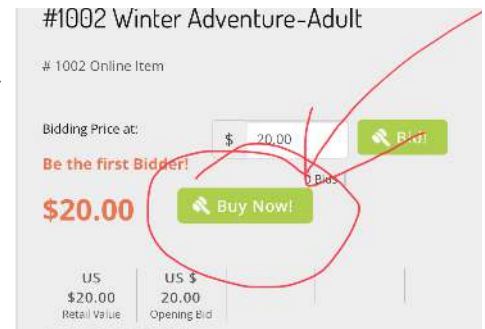 #1002 Winter Adventure-Adult
# 1002 Online Item
Bidding Price at:
$ 20.00 Bid!
Be the first Bidder!
0 Bids
$20.00 Buy Now!
US $20.00 Retail Value
US $ 20.00 Opening Bid